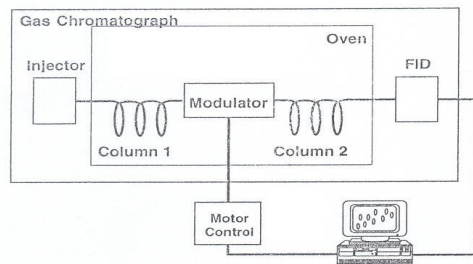 Gas Chromatograph
Oven
Injector
FID
Modulator
Column 1
Column 2
Motor
Control